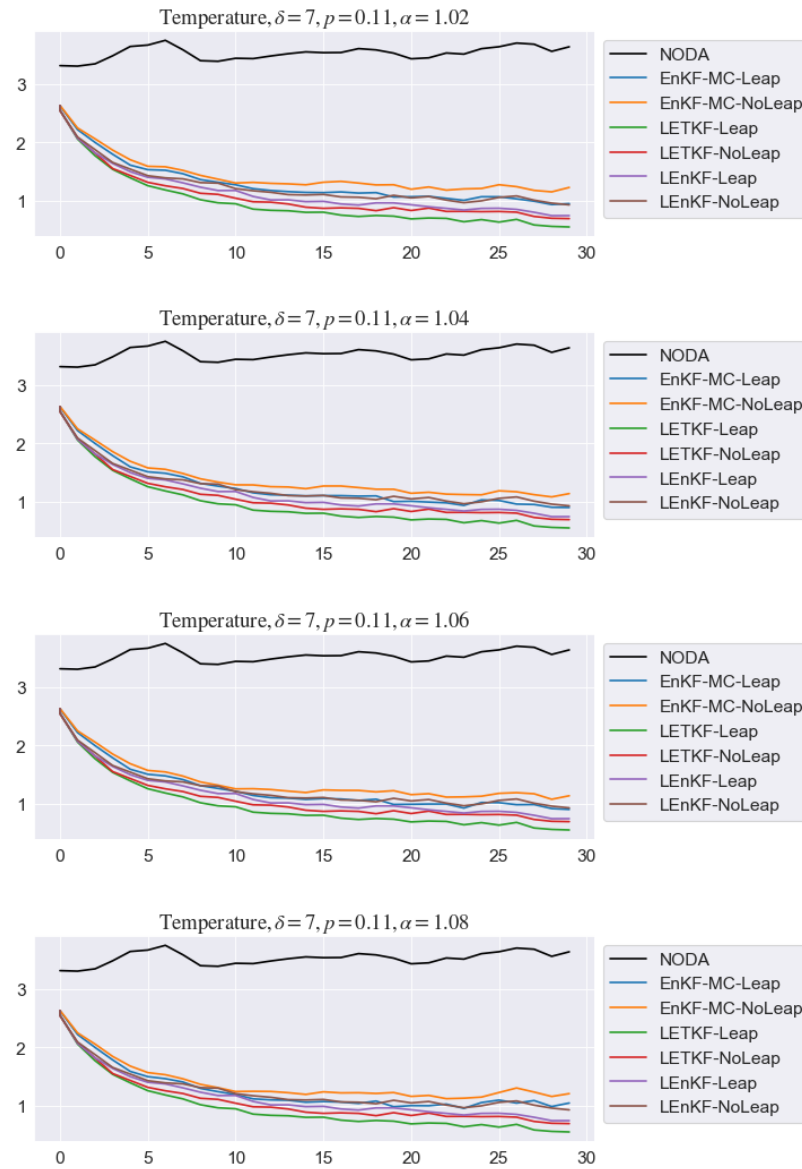 Temperature, δ = 7, p = 0.11, α = 1.02
3
2
1
0 5 10 15 20 25 30
NODA
EnKF-MC-Leap
EnKF-MC-NoLeap
LETKF-Leap
LETKF-NoLeap
LEnKF-Leap
LEnKF-NoLeap
Temperature, δ = 7, p = 0.11, α = 1.04
3
2
1
0 5 10 15 20 25 30
NODA
EnKF-MC-Leap
EnKF-MC-NoLeap
LETKF-Leap
LETKF-NoLeap
LEnKF-Leap
LEnKF-NoLeap
Temperature, δ = 7, p = 0.11, α = 1.06
3
2
1
0 5 10 15 20 25 30
NODA
EnKF-MC-Leap
EnKF-MC-NoLeap
LETKF-Leap
LETKF-NoLeap
LEnKF-Leap
LEnKF-NoLeap
Temperature, δ = 7, p = 0.11, α = 1.08
3
2
1
0 5 10 15 20 25 30
NODA
EnKF-MC-Leap
EnKF-MC-NoLeap
LETKF-Leap
LETKF-NoLeap
LEnKF-Leap
LEnKF-NoLeap